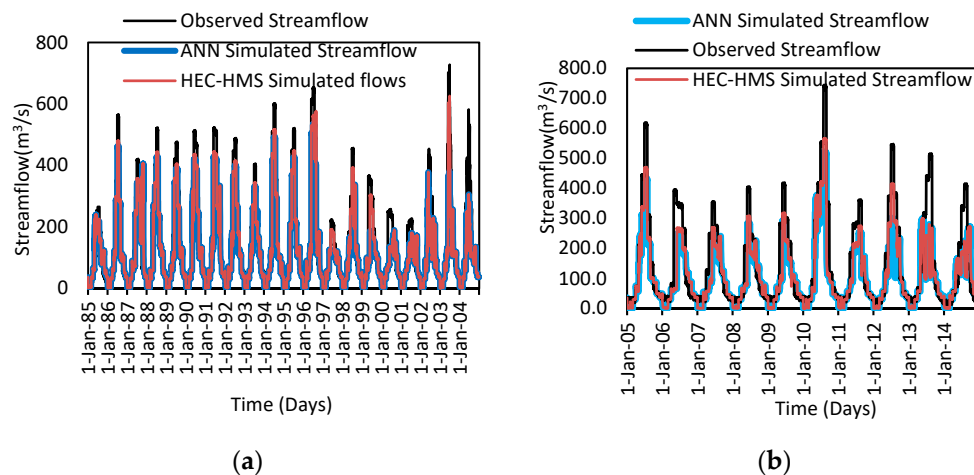 Observed Streamflow
ANN Simulated Streamflow
HEC-HMS Simulated flows
Streamflow(m³/s)
800
600
400
200
0
1-Jan-85
1-Jan-86
1-Jan-87
1-Jan-88
1-Jan-89
1-Jan-90
1-Jan-91
1-Jan-92
1-Jan-93
1-Jan-94
1-Jan-95
1-Jan-96
1-Jan-97
1-Jan-98
1-Jan-99
1-Jan-00
1-Jan-01
1-Jan-02
1-Jan-03
1-Jan-04
Time (Days)
(a)
ANN Simulated Streamflow
Observed Streamflow
HEC-HMS Simulated Streamflow
Streamflow(m³/s)
800.0
700.0
600.0
500.0
400.0
300.0
200.0
100.0
0.0
1-Jan-05
1-Jan-06
1-Jan-07
1-Jan-08
1-Jan-09
1-Jan-10
1-Jan-11
1-Jan-12
1-Jan-13
1-Jan-14
Time (Days)
(b)